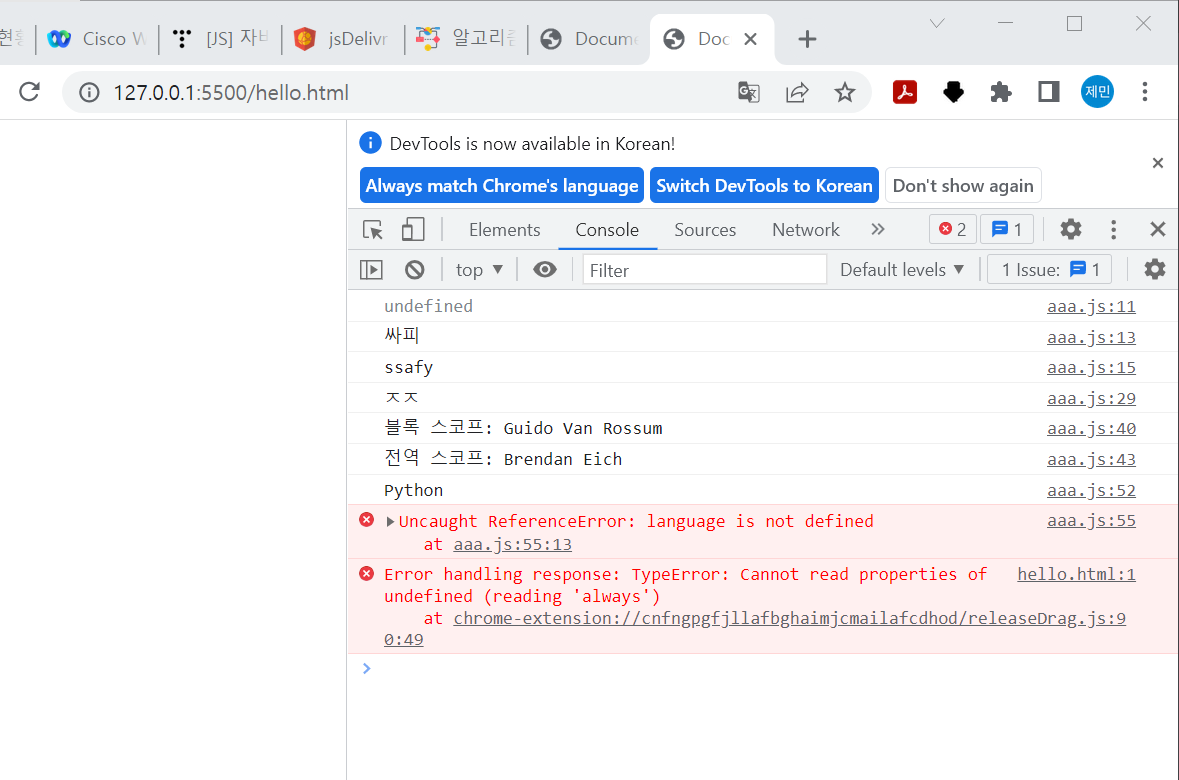 현황
Cisco W
[JS] 자바
jsDelivr
알고리즘
Docume
Doc
127.0.0.1:5500/hello.html
제민
DevTools is now available in Korean!
Always match Chrome's language
Switch DevTools to Korean
Don't show again
Elements
Console
Sources
Network
2
1
top
Filter
Default levels
1 Issue:
1
undefined aaa.js:11
싸피 aaa.js:13
ssafy aaa.js:15
ㅈㅈ aaa.js:29
블록 스코프: Guido Van Rossum aaa.js:40
전역 스코프: Brendan Eich aaa.js:43
Python aaa.js:52
Uncaught ReferenceError: language is not defined aaa.js:55
at aaa.js:55:13
Error handling response: TypeError: Cannot read properties of hello.html:1
undefined (reading 'always')
at chrome-extension://cnfngpgfjllafbghaimjcmailafcdhod/releaseDrag.js:9
0:49